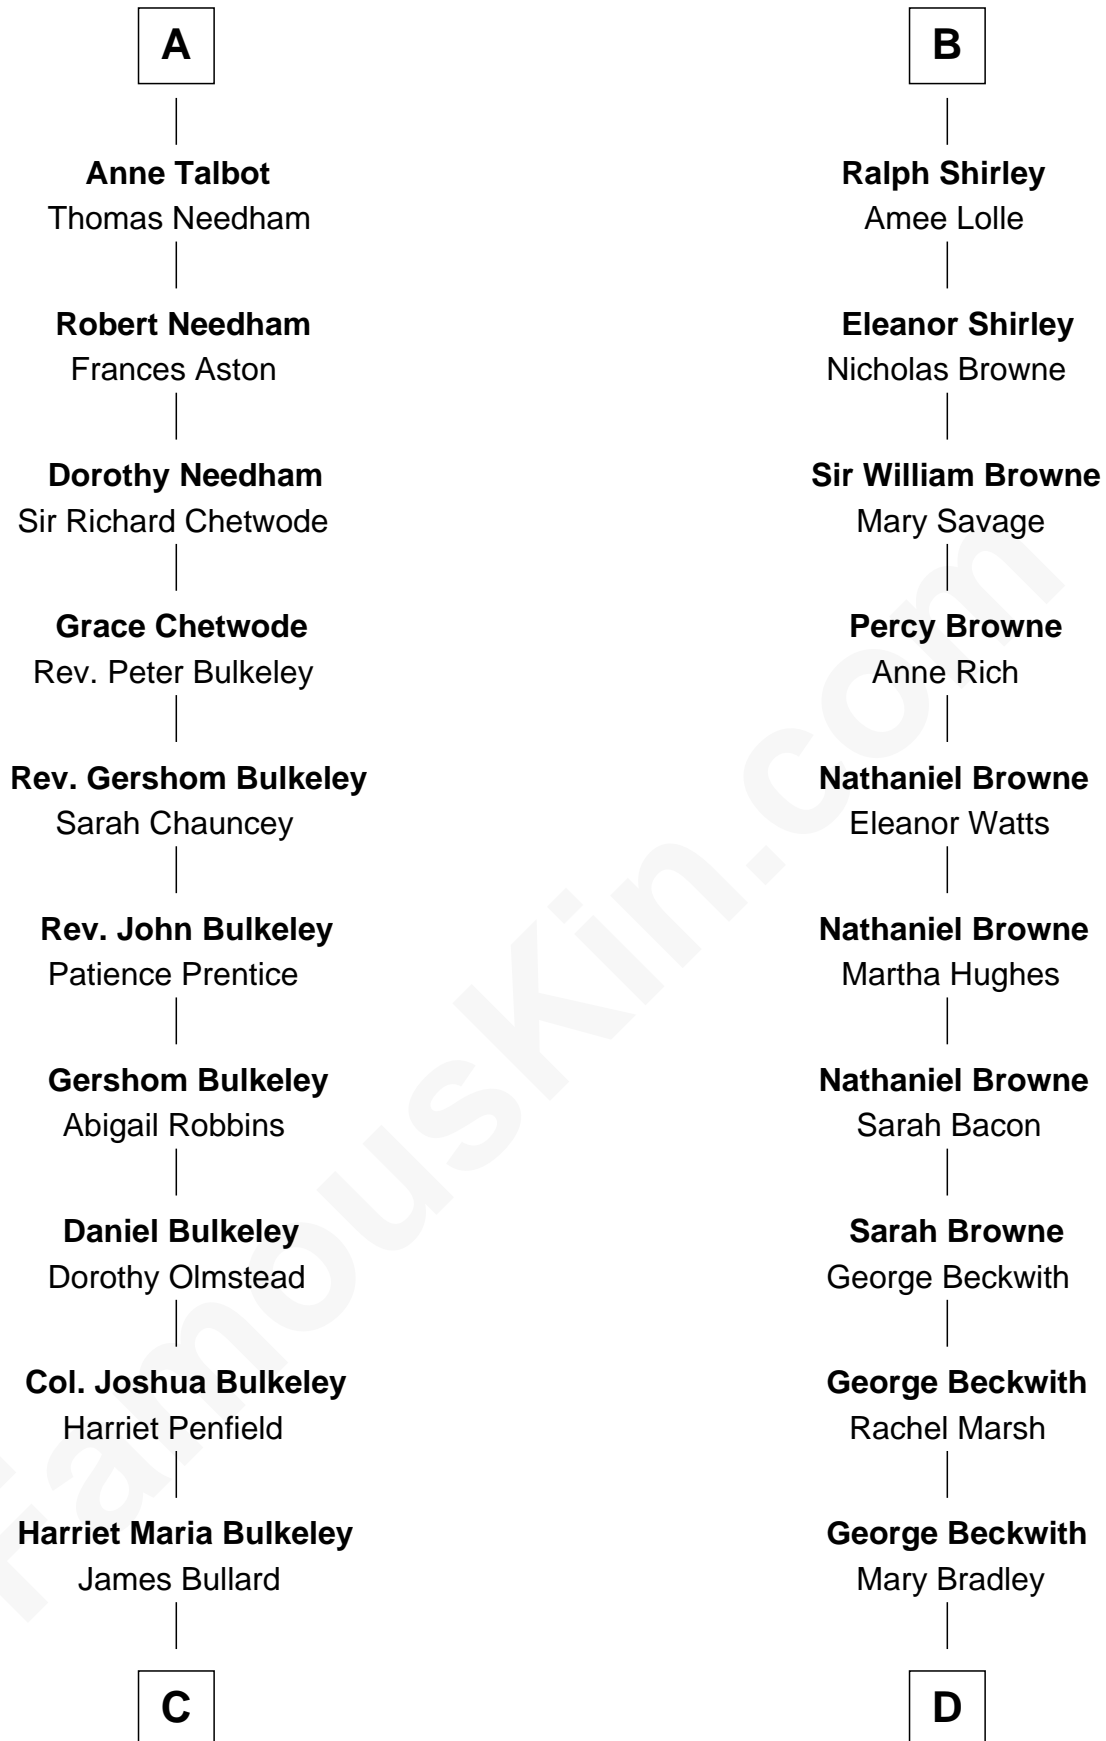 A
Anne Talbot
Thomas Needham
Robert Needham
Frances Aston
Dorothy Needham
Sir Richard Chetwode
Grace Chetwode
Rev. Peter Bulkeley
Rev. Gershom Bulkeley
Sarah Chauncey
Rev. John Bulkeley
Patience Prentice
Gershom Bulkeley
Abigail Robbins
Daniel Bulkeley
Dorothy Olmstead
Col. Joshua Bulkeley
Harriet Penfield
Harriet Maria Bulkeley
James Bullard
C
B
Ralph Shirley
Amee Lolle
Eleanor Shirley
Nicholas Browne
Sir William Browne
Mary Savage
Percy Browne
Anne Rich
Nathaniel Browne
Eleanor Watts
Nathaniel Browne
Martha Hughes
Nathaniel Browne
Sarah Bacon
Sarah Browne
George Beckwith
George Beckwith
Rachel Marsh
George Beckwith
Mary Bradley
D
FamousKin.com